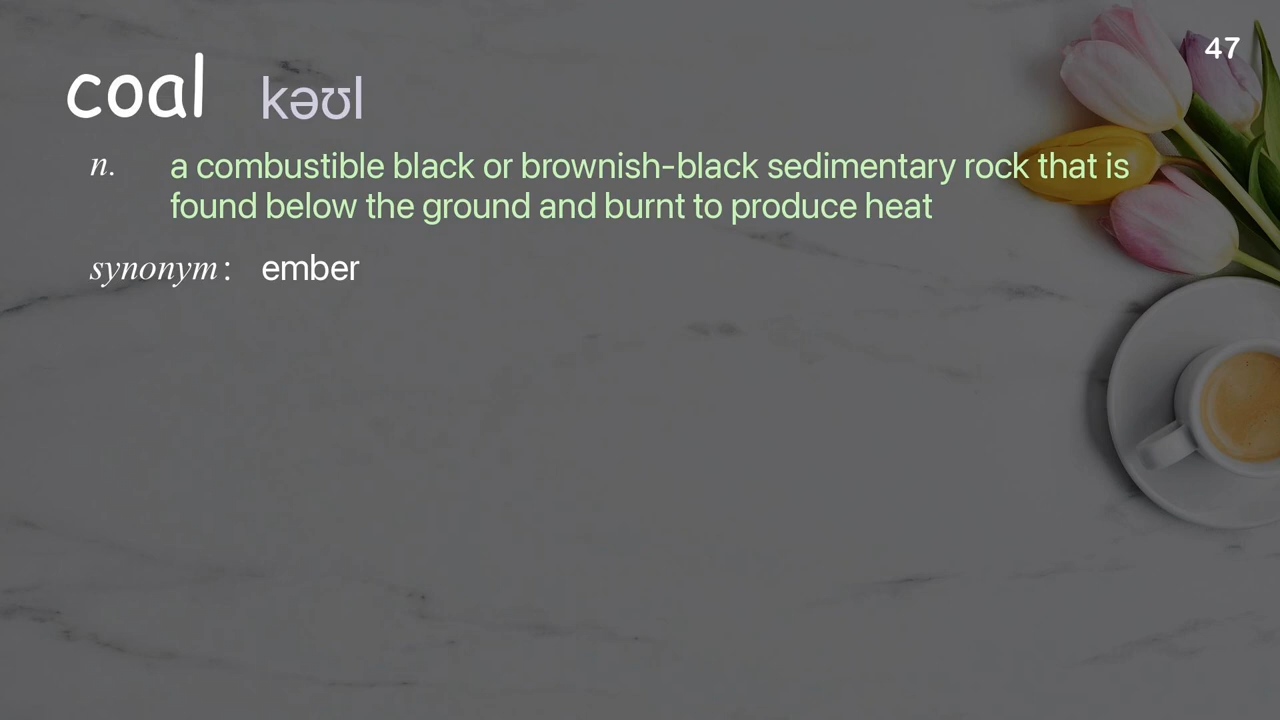 47
coal kəʊl
n. a combustible black or brownish-black sedimentary rock that is
found below the ground and burnt to produce heat
synonym: ember